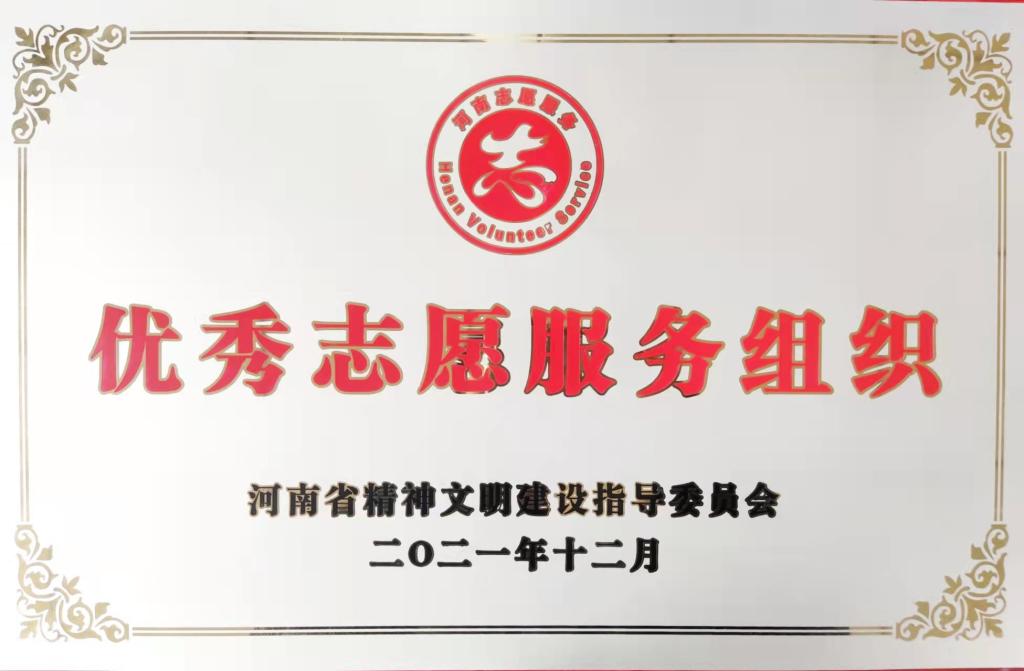 河南志愿服务
Henan Volunteer Service
优秀志愿服务组织
河南省精神文明建设指导委员会
二〇二一年十二月